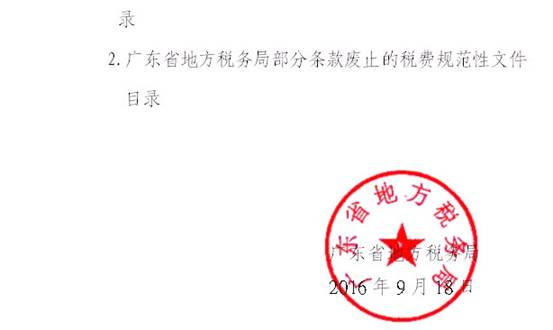 录
2. 广东省地方税务局部分条款废止的税费规范性文件
目录
广东省地方税务局
广东省地方税务局
2016 年 9 月 18 日